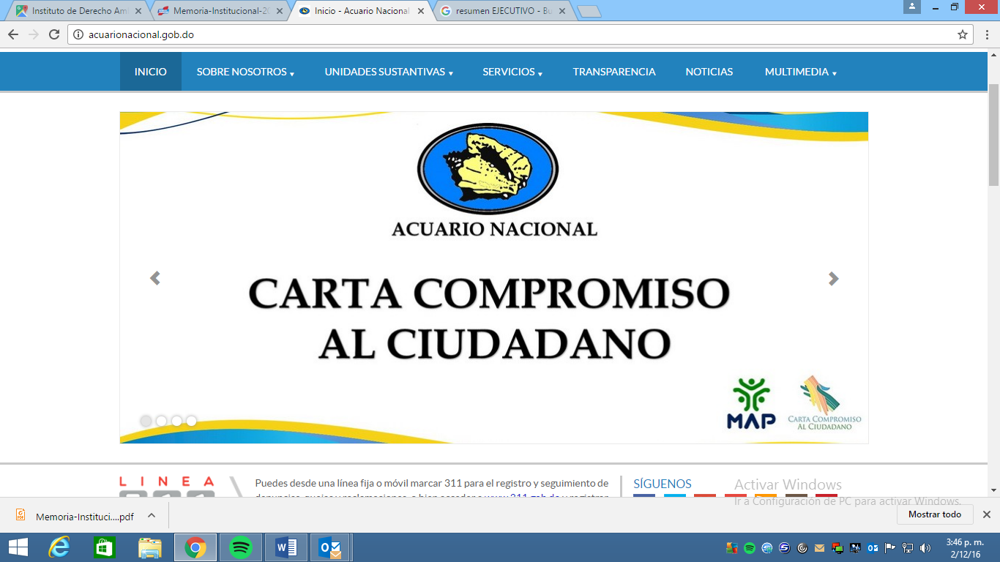 Instituto de Derecho Am
Memoria-Institucional-20
Inicio - Acuario Nacional
resumen EJECUTIVO - Bu
acuarionacional.gob.do
INICIO SOBRE NOSOTROS UNIDADES SUSTANTIVAS SERVICIOS TRANSPARENCIA NOTICIAS MULTIMEDIA
ACUARIO NACIONAL
CARTA COMPROMISO
AL CIUDADANO
MAP
CARTA COMPROMISO
AL CIUDADANO
LINEA
Puedes desde una línea fija o móvil marcar 311 para el registro y seguimiento de
SÍGUENOS
Activar Windows
Ir a Configuración de PC para activar Windows.
Memoria-Instituci....pdf
Mostrar todo
3:46 p. m.
2/12/16